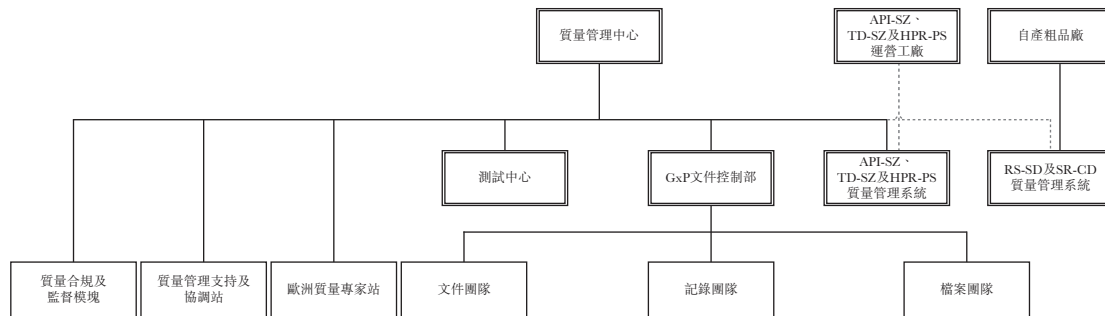 質量管理中心
API-SZ、
TD-SZ及HPR-PS
運營工廠
自產粗品廠
測試中心
GxP文件控制部
API-SZ、
TD-SZ及HPR-PS
質量管理系統
RS-SD及SR-CD
質量管理系統
質量合規及
監督模塊
質量管理支持及
協調站
歐洲質量專家站
文件團隊
記錄團隊
檔案團隊